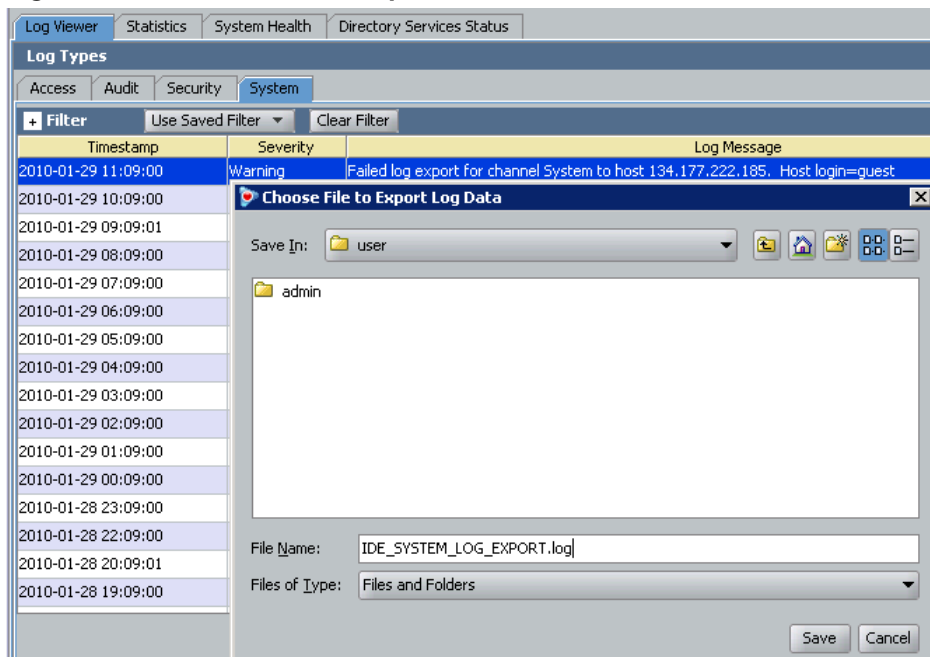 Log Viewer Statistics System Health Directory Services Status
Log Types
Access Audit Security System
+ Filter Use Saved Filter Clear Filter
Timestamp Severity Log Message
2010-01-29 11:09:00 Warning Failed log export for channel System to host 134.177.222.185. Host login=guest
2010-01-29 10:09:00
Choose File to Export Log Data
2010-01-29 09:09:01
Save In: user
2010-01-29 08:09:00
2010-01-29 07:09:00
admin
2010-01-29 06:09:00
2010-01-29 05:09:00
2010-01-29 04:09:00
2010-01-29 03:09:00
2010-01-29 02:09:00
2010-01-29 01:09:00
2010-01-29 00:09:00
2010-01-28 23:09:00
2010-01-28 22:09:00
File Name: IDE_SYSTEM_LOG_EXPORT.log
2010-01-28 20:09:01
2010-01-28 19:09:00
Files of Type: Files and Folders
Save Cancel